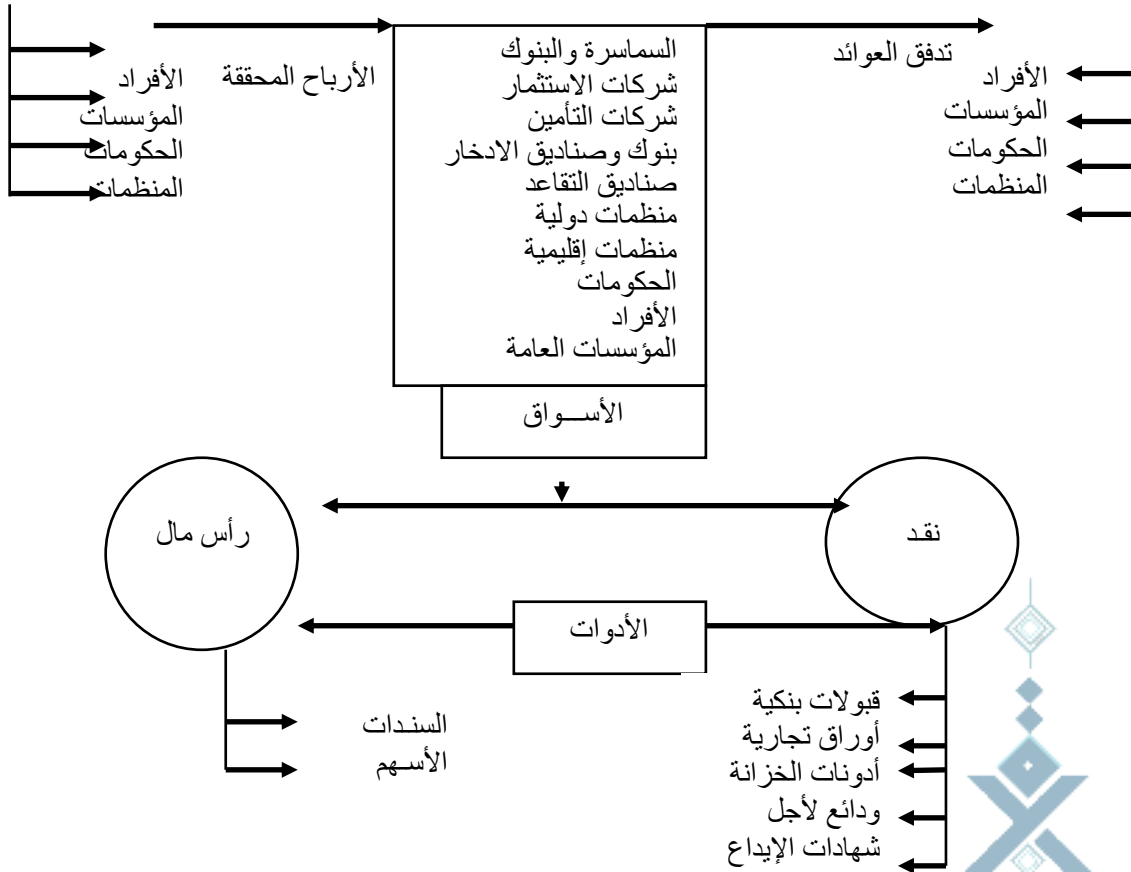 تدفق العوائد
الأفراد
المؤسسات
الحكومات
المنظمات
السماسرة والبنوك
شركات الاستثمار
شركات التأمين
بنوك وصناديق الادخار
صناديق التقاعد
منظمات دولية
منظمات إقليمية
الحكومات
الأفراد
المؤسسات العامة
الأرباح المحققة
الأفراد
المؤسسات
الحكومات
المنظمات
الأســـواق
نقد
رأس مال
الأدوات
قبولات بنكية
أوراق تجارية
أدونات الخزانة
ودائع لأجل
شهادات الإيداع
السندات
الأسـهم